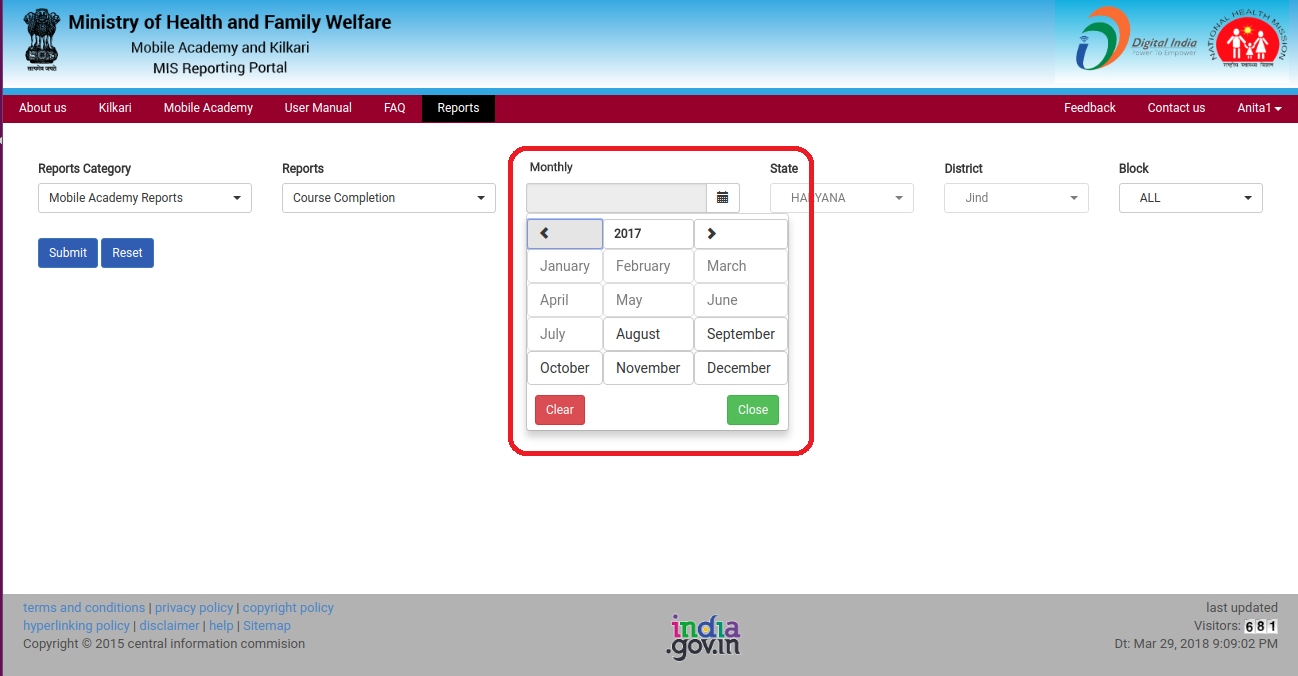 Ministry of Health and Family Welfare
Mobile Academy and Kilkari
MIS Reporting Portal
सत्यमेव जयते
Digital India
Power To Empower
NATIONAL HEALTH MISSION
About us Kilkari Mobile Academy User Manual FAQ Reports Feedback Contact us Anita1
Reports Category Reports Monthly State District Block
Mobile Academy Reports Course Completion HARYANA Jind ALL
Submit Reset
2017
January February March
April May June
July August September
October November December
Clear Close
terms and conditions | privacy policy | copyright policy
hyperlinking policy | disclaimer | help | Sitemap
Copyright © 2015 central information commision
india
.gov.in
last updated
Visitors: 681
Dt: Mar 29, 2018 9:09:02 PM